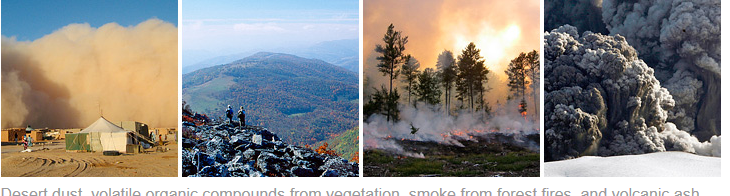 Desert dust, volatile organic compounds from vegetation, smoke from forest fires, and volcanic ash